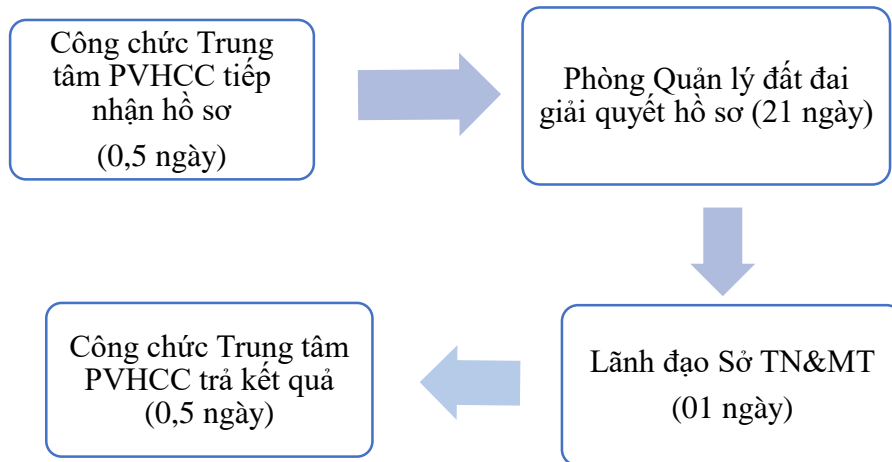 Công chức Trung
tâm PVHCC tiếp
nhận hồ sơ
(0,5 ngày)
Phòng Quản lý đất đai
giải quyết hồ sơ (21 ngày)
Lãnh đạo Sở TN&MT
(01 ngày)
Công chức Trung tâm
PVHCC trả kết quả
(0,5 ngày)